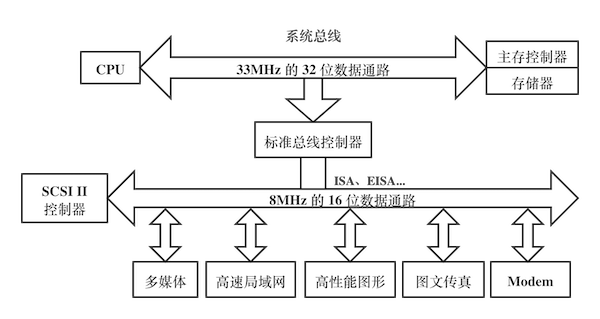 系统总线
CPU
33MHz 的 32 位数据通路
主存控制器
存储器
标准总线控制器
ISA、EISA...
SCSI II
控制器
8MHz 的 16 位数据通路
多媒体
高速局域网
高性能图形
图文传真
Modem